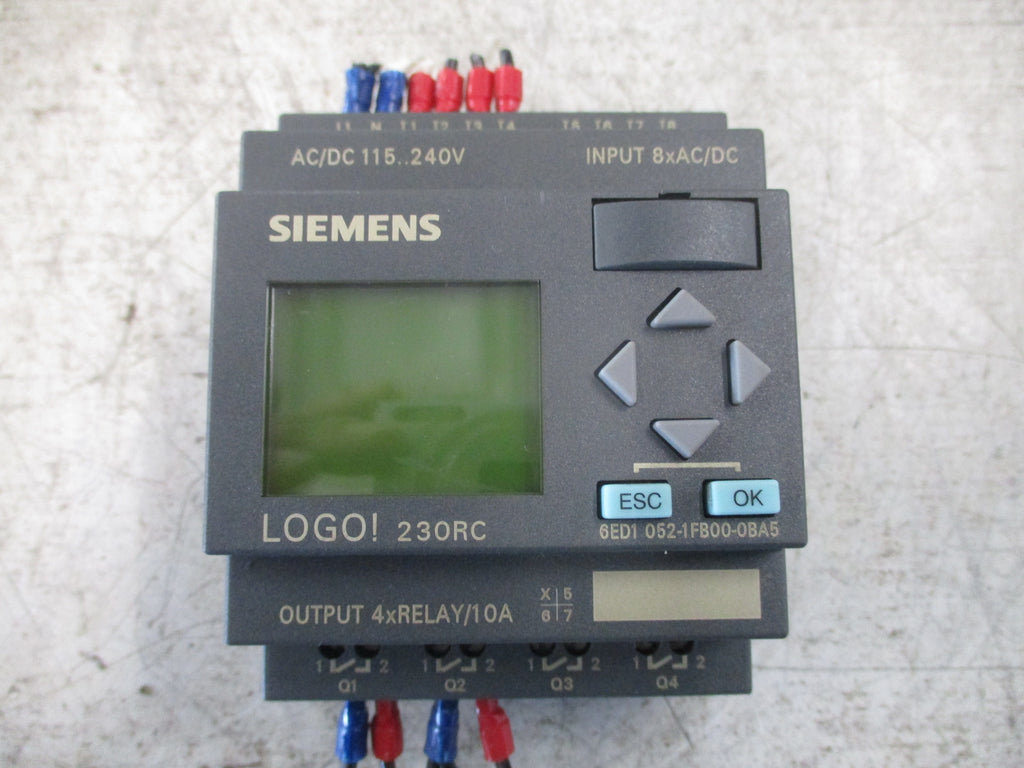 L1 N I1 I2 I3 I4 I5 I6 I7 I8
AC/DC 115..240V INPUT 8xAC/DC
SIEMENS
ESC OK
LOGO! 230RC
6ED1 052-1FB00-0BA5
OUTPUT 4xRELAY/10A
X 5
6 7
1 2 1 2 1 2 1 2
Q1 Q2 Q3 Q4